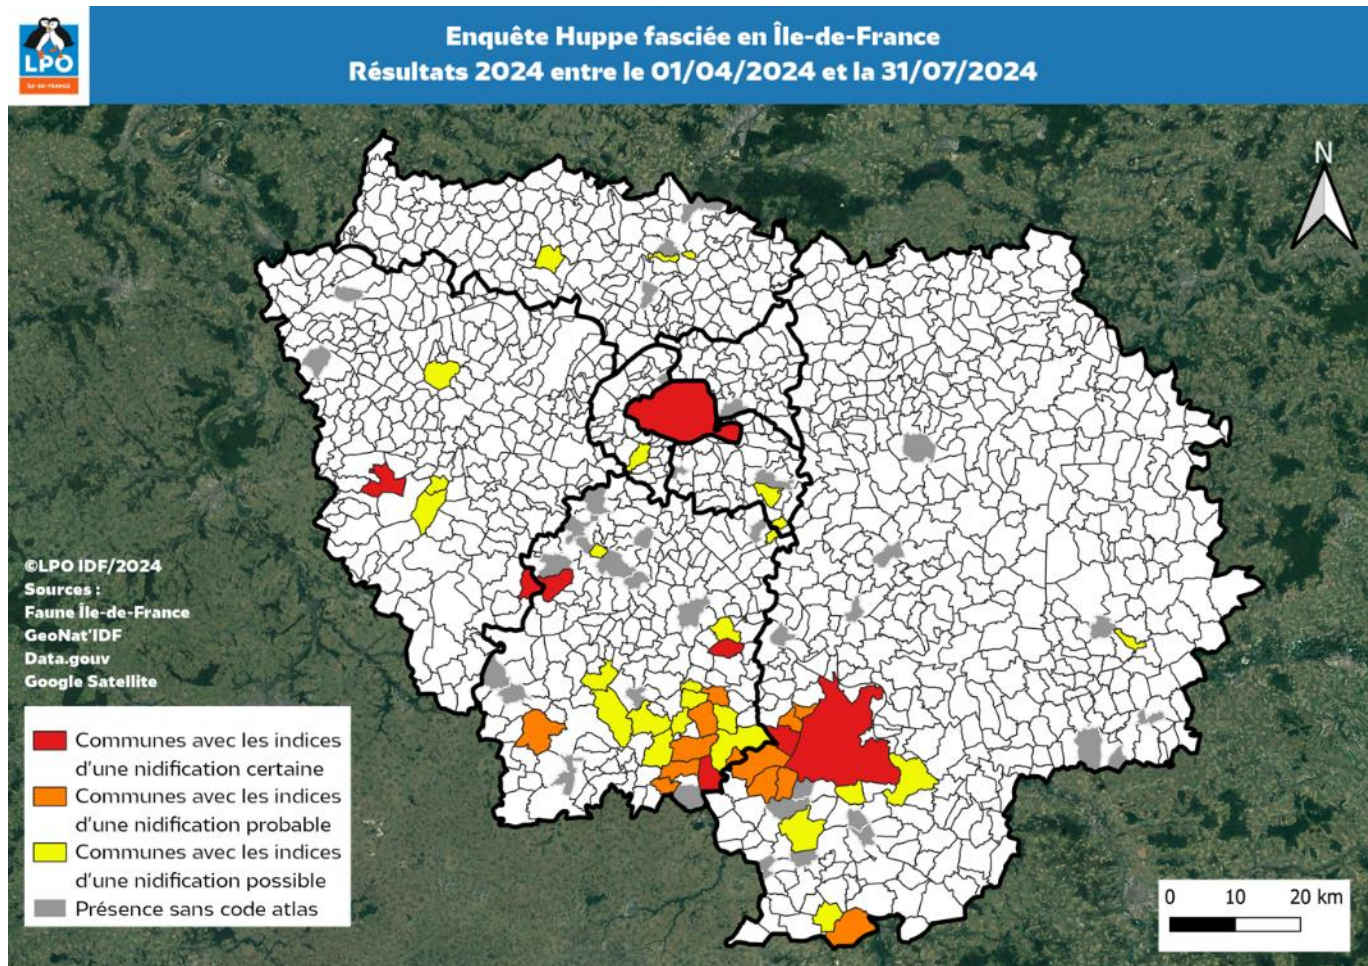 LPO
ÎLE-DE-FRANCE
Enquête Huppe fasciée en Île-de-France
Résultats 2024 entre le 01/04/2024 et la 31/07/2024
N
©LPO IDF/2024
Sources :
Faune Île-de-France
GeoNat'IDF
Data.gouv
Google Satellite
Communes avec les indices
d'une nidification certaine
Communes avec les indices
d'une nidification probable
Communes avec les indices
d'une nidification possible
Présence sans code atlas
0 10 20 km